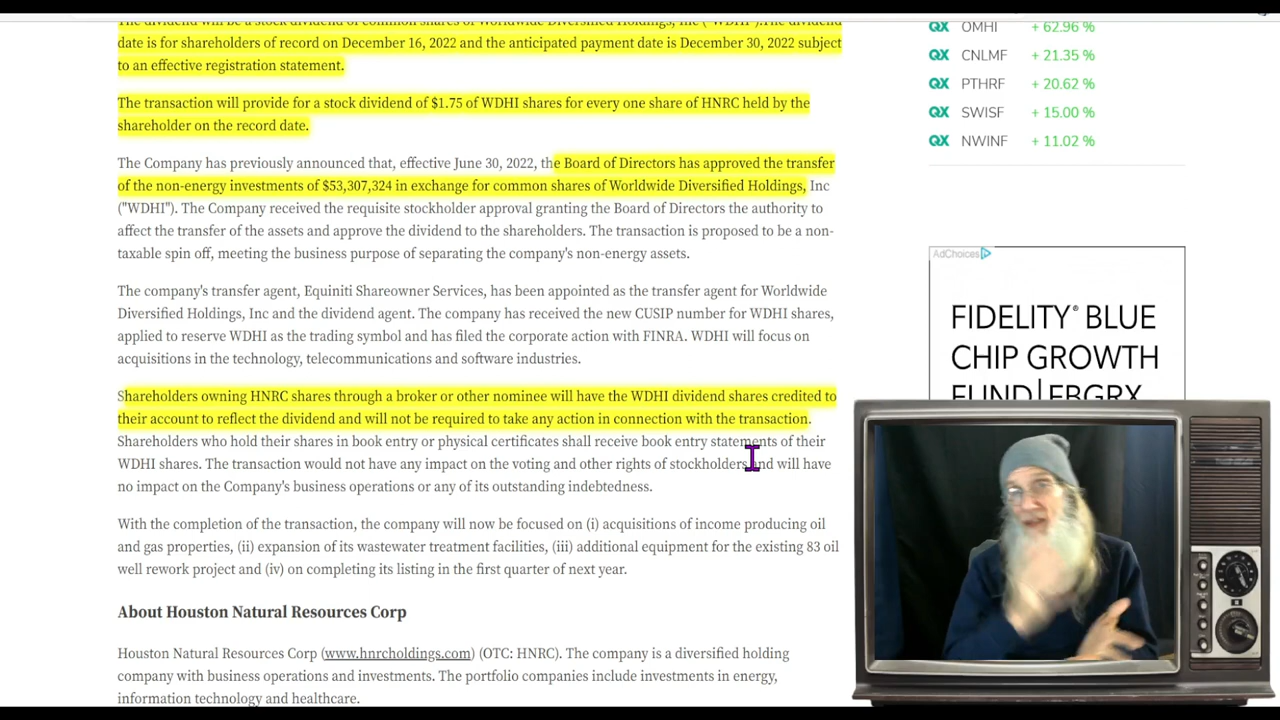 The dividend will be a stock dividend of common shares of Worldwide Diversified Holdings, Inc ("WDHI").The dividend
date is for shareholders of record on December 16, 2022 and the anticipated payment date is December 30, 2022 subject
to an effective registration statement.
The transaction will provide for a stock dividend of $1.75 of WDHI shares for every one share of HNRC held by the
shareholder on the record date.
The Company has previously announced that, effective June 30, 2022, the Board of Directors has approved the transfer
of the non-energy investments of $53,307,324 in exchange for common shares of Worldwide Diversified Holdings, Inc
("WDHI"). The Company received the requisite stockholder approval granting the Board of Directors the authority to
affect the transfer of the assets and approve the dividend to the shareholders. The transaction is proposed to be a non-
taxable spin off, meeting the business purpose of separating the company's non-energy assets.
The company's transfer agent, Equiniti Shareowner Services, has been appointed as the transfer agent for Worldwide
Diversified Holdings, Inc and the dividend agent. The company has received the new CUSIP number for WDHI shares,
applied to reserve WDHI as the trading symbol and has filed the corporate action with FINRA. WDHI will focus on
acquisitions in the technology, telecommunications and software industries.
Shareholders owning HNRC shares through a broker or other nominee will have the WDHI dividend shares credited to
their account to reflect the dividend and will not be required to take any action in connection with the transaction.
Shareholders who hold their shares in book entry or physical certificates shall receive book entry statements of their
WDHI shares. The transaction would not have any impact on the voting and other rights of stockholders and will have
no impact on the Company's business operations or any of its outstanding indebtedness.
With the completion of the transaction, the company will now be focused on (i) acquisitions of income producing oil
and gas properties, (ii) expansion of its wastewater treatment facilities, (iii) additional equipment for the existing 83 oil
well rework project and (iv) on completing its listing in the first quarter of next year.
About Houston Natural Resources Corp
Houston Natural Resources Corp (www.hnrcholdings.com) (OTC: HNRC). The company is a diversified holding
company with business operations and investments. The portfolio companies include investments in energy,
information technology and healthcare.
QX OMHI + 62.96 %
QX CNLMF + 21.35 %
QX PTHRF + 20.62 %
QX SWISF + 15.00 %
QX NWINF + 11.02 %
AdChoices
FIDELITY® BLUE
CHIP GROWTH
FUND|FBGRX